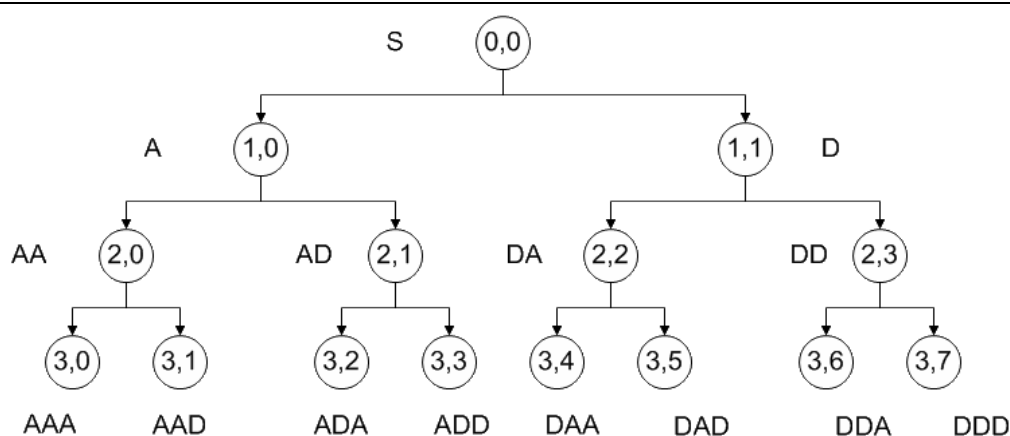 S 0,0
A 1,0 1,1 D
AA 2,0 AD 2,1 DA 2,2 DD 2,3
3,0 3,1 3,2 3,3 3,4 3,5 3,6 3,7
AAA AAD ADA ADD DAA DAD DDA DDD